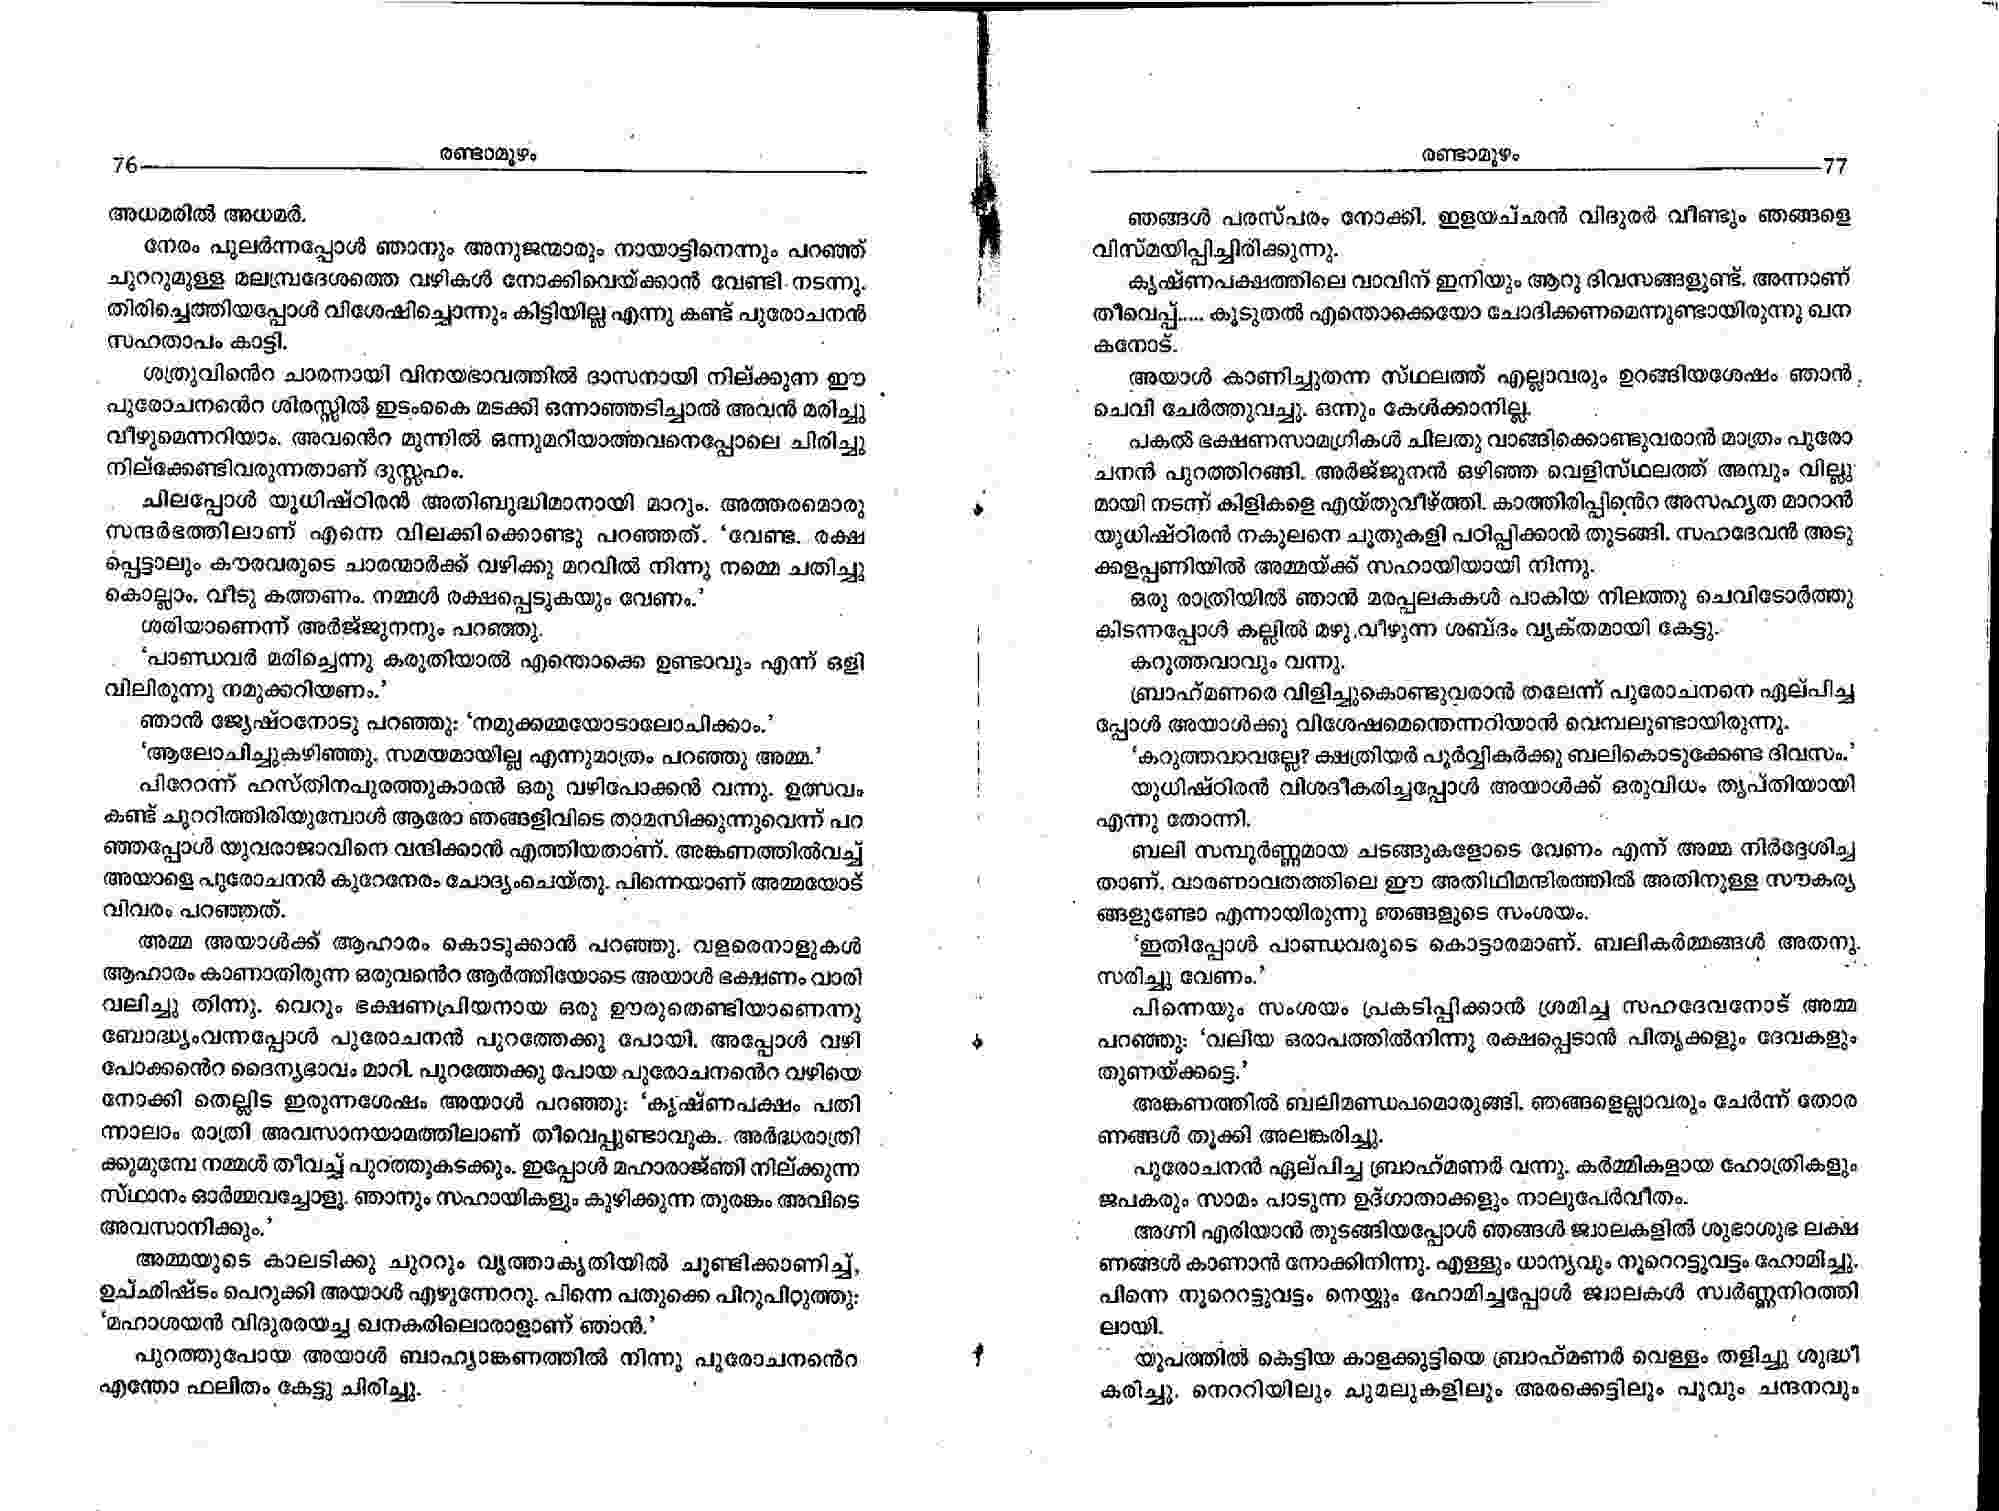 76
രണ്ടാമൂഴം
അധമരിൽ അധമർ.
നേരം പുലർന്നപ്പോൾ ഞാനും അനുജന്മാരും നായാട്ടിനെന്നും പറഞ്ഞ്
ചുററുമുള്ള മലമ്പ്രദേശത്തെ വഴികൾ നോക്കിവെയ്ക്കാൻ വേണ്ടി നടന്നു.
തിരിച്ചെത്തിയപ്പോൾ വിശേഷിച്ചൊന്നും കിട്ടിയില്ല എന്നു കണ്ട് പുരോചനൻ
സഹതാപം കാട്ടി.
ശത്രുവിൻെറ ചാരനായി വിനയഭാവത്തിൽ ദാസനായി നില്ക്കുന്ന ഈ
പുരോചനൻെറ ശിരസ്സിൽ ഇടംകൈ മടക്കി ഒന്നാഞ്ഞടിച്ചാൽ അവൻ മരിച്ചു
വീഴുമെന്നറിയാം. അവൻെറ മുന്നിൽ ഒന്നുമറിയാത്തവനെപ്പോലെ ചിരിച്ചു
നില്ക്കേണ്ടിവരുന്നതാണ് ദുസ്സഹം.
ചിലപ്പോൾ യുധിഷ്ഠിരൻ അതിബുദ്ധിമാനായി മാറും. അത്തരമൊരു
സന്ദർഭത്തിലാണ് എന്നെ വിലക്കിക്കൊണ്ടു പറഞ്ഞത്. ‘വേണ്ട. രക്ഷ
പ്പെട്ടാലും കൗരവരുടെ ചാരന്മാർക്ക് വഴിക്കു മറവിൽ നിന്നു നമ്മെ ചതിച്ചു
കൊല്ലാം. വീടു കത്തണം. നമ്മൾ രക്ഷപ്പെടുകയും വേണം.’
ശരിയാണെന്ന് അർജ്ജുനനും പറഞ്ഞു.
‘പാണ്ഡവർ മരിച്ചെന്നു കരുതിയാൽ എന്തൊക്കെ ഉണ്ടാവും എന്ന് ഒളി
വിലിരുന്നു നമുക്കറിയണം.’
ഞാൻ ജ്യേഷ്ഠനോടു പറഞ്ഞു: ‘നമുക്കമ്മയോടാലോചിക്കാം.’
‘ആലോചിച്ചുകഴിഞ്ഞു. സമയമായില്ല എന്നുമാത്രം പറഞ്ഞു അമ്മ.’
പിറേറന്ന് ഹസ്തിനപുരത്തുകാരൻ ഒരു വഴിപോക്കൻ വന്നു. ഉത്സവം
കണ്ട് ചുററിത്തിരിയുമ്പോൾ ആരോ ഞങ്ങളിവിടെ താമസിക്കുന്നുവെന്ന് പറ
ഞ്ഞപ്പോൾ യുവരാജാവിനെ വന്ദിക്കാൻ എത്തിയതാണ്. അങ്കണത്തിൽവച്ച്
അയാളെ പുരോചനൻ കുറേനേരം ചോദ്യംചെയ്തു. പിന്നെയാണ് അമ്മയോട്
വിവരം പറഞ്ഞത്.
അമ്മ അയാൾക്ക് ആഹാരം കൊടുക്കാൻ പറഞ്ഞു. വളരെനാളുകൾ
ആഹാരം കാണാതിരുന്ന ഒരുവൻെറ ആർത്തിയോടെ അയാൾ ഭക്ഷണം വാരി
വലിച്ചു തിന്നു. വെറും ഭക്ഷണപ്രിയനായ ഒരു ഊരുതെണ്ടിയാണെന്നു
ബോദ്ധ്യംവന്നപ്പോൾ പുരോചനൻ പുറത്തേക്കു പോയി. അപ്പോൾ വഴി
പോക്കൻെറ ദൈന്യഭാവം മാറി. പുറത്തേക്കു പോയ പുരോചനൻെറ വഴിയെ
നോക്കി തെല്ലിട ഇരുന്നശേഷം അയാൾ പറഞ്ഞു: ‘കൃഷ്ണപക്ഷം പതി
ന്നാലാം രാത്രി അവസാനയാമത്തിലാണ് തീവെപ്പുണ്ടാവുക. അർദ്ധരാത്രി
ക്കുമുമ്പേ നമ്മൾ തീവച്ച് പുറത്തുകടക്കും. ഇപ്പോൾ മഹാരാജ്ഞി നില്ക്കുന്ന
സ്ഥാനം ഓർമ്മവച്ചോളൂ. ഞാനും സഹായികളും കുഴിക്കുന്ന തുരങ്കം അവിടെ
അവസാനിക്കും.’
അമ്മയുടെ കാലടിക്കു ചുററും വൃത്താകൃതിയിൽ ചൂണ്ടിക്കാണിച്ച്,
ഉച്ഛിഷ്ടം പെറുക്കി അയാൾ എഴുന്നേററു. പിന്നെ പതുക്കെ പിറുപിറുത്തു:
‘മഹാശയൻ വിദുരരയച്ച ഖനകരിലൊരാളാണ് ഞാൻ.’
പുറത്തുപോയ അയാൾ ബാഹ്യാങ്കണത്തിൽ നിന്നു പുരോചനൻെറ
എന്തോ ഫലിതം കേട്ടു ചിരിച്ചു.
രണ്ടാമൂഴം
77
ഞങ്ങൾ പരസ്പരം നോക്കി. ഇളയച്ഛൻ വിദുരർ വീണ്ടും ഞങ്ങളെ
വിസ്മയിപ്പിച്ചിരിക്കുന്നു.
കൃഷ്ണപക്ഷത്തിലെ വാവിന് ഇനിയും ആറു ദിവസങ്ങളുണ്ട്. അന്നാണ്
തീവെപ്പ്..... കൂടുതൽ എന്തൊക്കെയോ ചോദിക്കണമെന്നുണ്ടായിരുന്നു ഖന
കനോട്.
അയാൾ കാണിച്ചുതന്ന സ്ഥലത്ത് എല്ലാവരും ഉറങ്ങിയശേഷം ഞാൻ
ചെവി ചേർത്തുവച്ചു. ഒന്നും കേൾക്കാനില്ല.
പകൽ ഭക്ഷണസാമഗ്രികൾ ചിലതു വാങ്ങിക്കൊണ്ടുവരാൻ മാത്രം പുരോ
ചനൻ പുറത്തിറങ്ങി. അർജ്ജുനൻ ഒഴിഞ്ഞ വെളിസ്ഥലത്ത് അമ്പും വില്ലു
മായി നടന്ന് കിളികളെ എയ്തുവീഴ്ത്തി. കാത്തിരിപ്പിൻെറ അസഹ്യത മാറാൻ
യുധിഷ്ഠിരൻ നകുലനെ ചൂതുകളി പഠിപ്പിക്കാൻ തുടങ്ങി. സഹദേവൻ അടു
ക്കളപ്പണിയിൽ അമ്മയ്ക്ക് സഹായിയായി നിന്നു.
ഒരു രാത്രിയിൽ ഞാൻ മരപ്പലകകൾ പാകിയ നിലത്തു ചെവിടോർത്തു
കിടന്നപ്പോൾ കല്ലിൽ മഴു വീഴുന്ന ശബ്ദം വ്യക്തമായി കേട്ടു.
കറുത്തവാവും വന്നു.
ബ്രാഹ്മണരെ വിളിച്ചുകൊണ്ടുവരാൻ തലേന്ന് പുരോചനനെ ഏല്പിച്ച
പ്പോൾ അയാൾക്കു വിശേഷമെന്തെന്നറിയാൻ വെമ്പലുണ്ടായിരുന്നു.
‘കറുത്തവാവല്ലേ? ക്ഷത്രിയർ പൂർവ്വികർക്കു ബലികൊടുക്കേണ്ട ദിവസം.’
യുധിഷ്ഠിരൻ വിശദീകരിച്ചപ്പോൾ അയാൾക്ക് ഒരുവിധം തൃപ്തിയായി
എന്നു തോന്നി.
ബലി സമ്പൂർണ്ണമായ ചടങ്ങുകളോടെ വേണം എന്ന് അമ്മ നിർദ്ദേശിച്ച
താണ്. വാരണാവതത്തിലെ ഈ അതിഥിമന്ദിരത്തിൽ അതിനുള്ള സൗകര്യ
ങ്ങളുണ്ടോ എന്നായിരുന്നു ഞങ്ങളുടെ സംശയം.
‘ഇതിപ്പോൾ പാണ്ഡവരുടെ കൊട്ടാരമാണ്. ബലികർമ്മങ്ങൾ അതനു
സരിച്ചു വേണം.’
പിന്നെയും സംശയം പ്രകടിപ്പിക്കാൻ ശ്രമിച്ച സഹദേവനോട് അമ്മ
പറഞ്ഞു: ‘വലിയ ഒരാപത്തിൽനിന്നു രക്ഷപ്പെടാൻ പിതൃക്കളും ദേവകളും
തുണയ്ക്കട്ടെ.’
അങ്കണത്തിൽ ബലിമണ്ഡപമൊരുങ്ങി. ഞങ്ങളെല്ലാവരും ചേർന്ന് തോര
ണങ്ങൾ തൂക്കി അലങ്കരിച്ചു.
പുരോചനൻ ഏല്പിച്ച ബ്രാഹ്മണർ വന്നു. കർമ്മികളായ ഹോത്രികളും
ജപകരും സാമം പാടുന്ന ഉദ്ഗാതാക്കളും നാലുപേർവീതം.
അഗ്നി എരിയാൻ തുടങ്ങിയപ്പോൾ ഞങ്ങൾ ജ്വാലകളിൽ ശുഭാശുഭ ലക്ഷ
ണങ്ങൾ കാണാൻ നോക്കിനിന്നു. എള്ളും ധാന്യവും നൂറെറട്ടുവട്ടം ഹോമിച്ചു.
പിന്നെ നൂറെറട്ടുവട്ടം നെയ്യും ഹോമിച്ചപ്പോൾ ജ്വാലകൾ സ്വർണ്ണനിറത്തി
ലായി.
യൂപത്തിൽ കെട്ടിയ കാളക്കുട്ടിയെ ബ്രാഹ്മണർ വെള്ളം തളിച്ചു ശുദ്ധീ
കരിച്ചു. നെററിയിലും ചുമലുകളിലും അരക്കെട്ടിലും പൂവും ചന്ദനവും